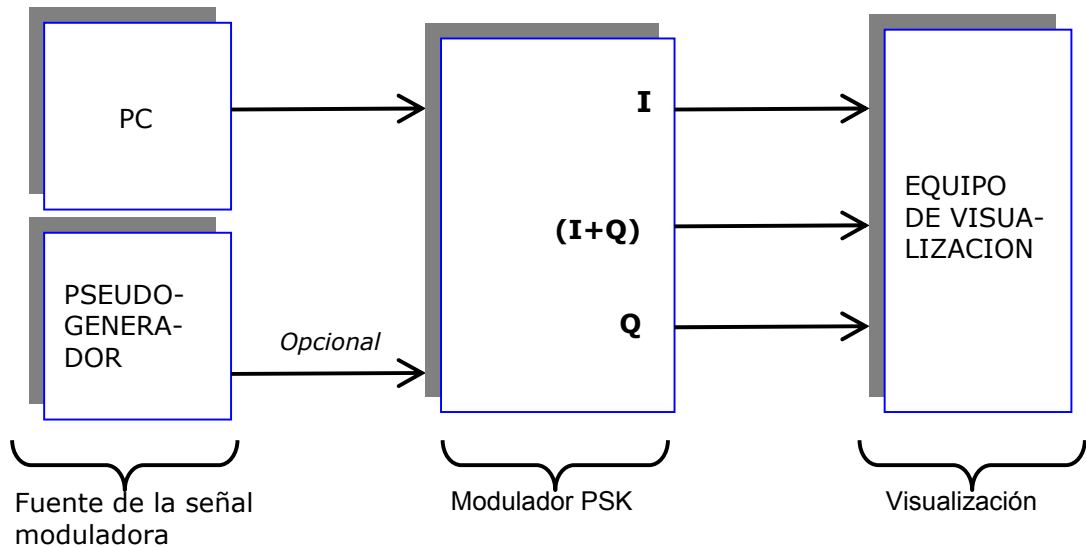 PC
PSEUDO-
GENERA-
DOR
Opcional
I
(I+Q)
Q
EQUIPO
DE VISUA-
LIZACION
Fuente de la señal
moduladora
Modulador PSK
Visualización